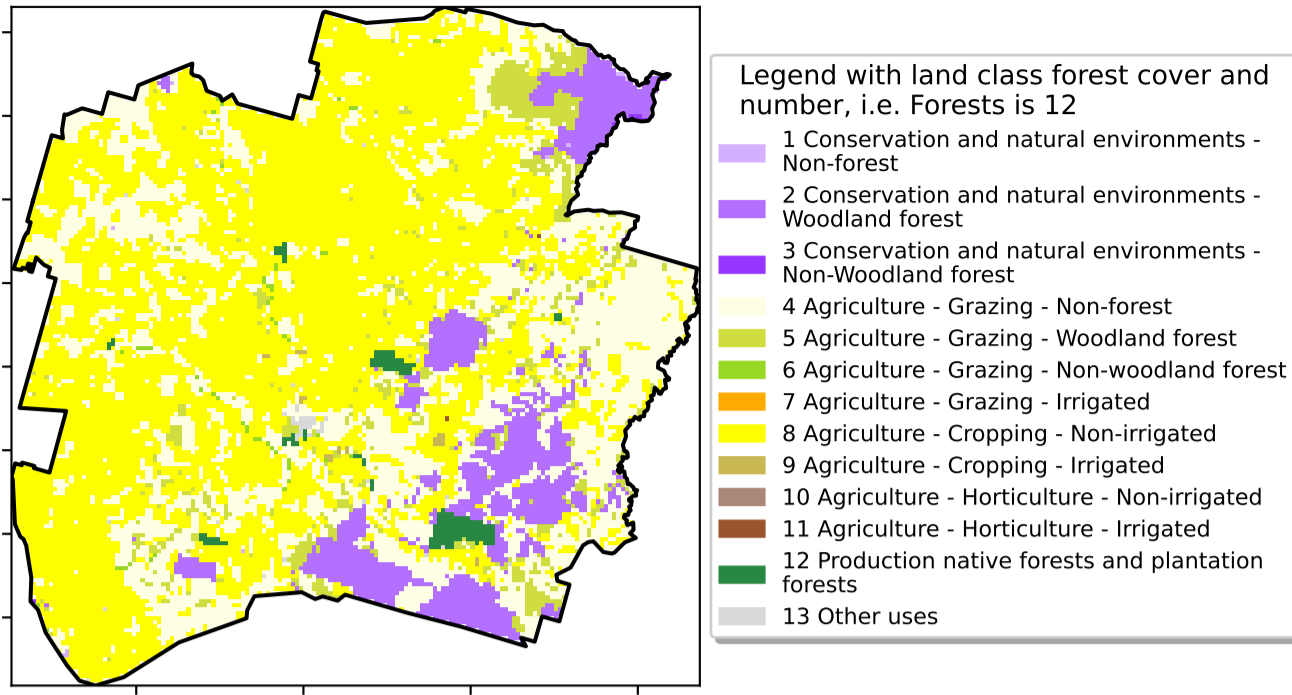 Legend with land class forest cover and
number, i.e. Forests is 12
1 Conservation and natural environments -
Non-forest
2 Conservation and natural environments -
Woodland forest
3 Conservation and natural environments -
Non-Woodland forest
4 Agriculture - Grazing - Non-forest
5 Agriculture - Grazing - Woodland forest
6 Agriculture - Grazing - Non-woodland forest
7 Agriculture - Grazing - Irrigated
8 Agriculture - Cropping - Non-irrigated
9 Agriculture - Cropping - Irrigated
10 Agriculture - Horticulture - Non-irrigated
11 Agriculture - Horticulture - Irrigated
12 Production native forests and plantation
forests
13 Other uses